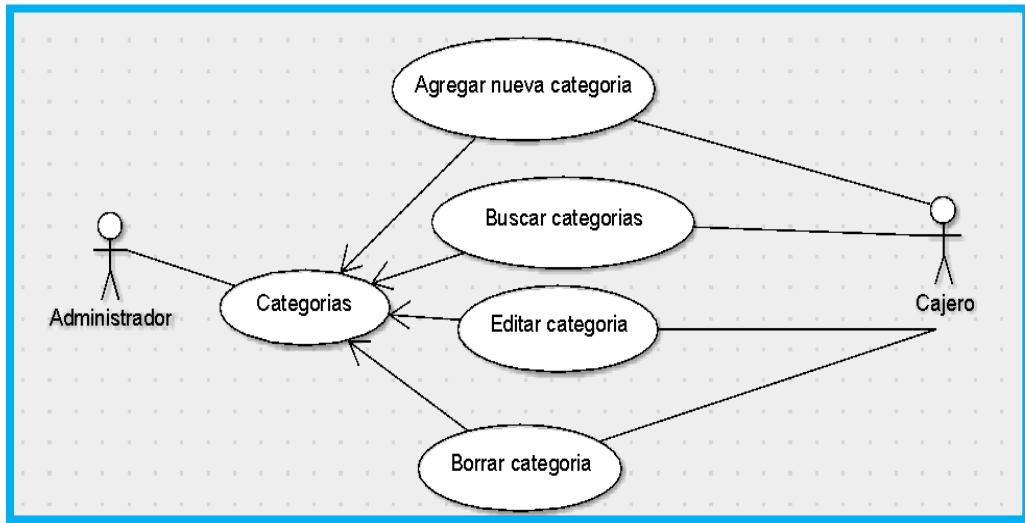 Agregar nueva categoria
Buscar categorias
Categorias
Cajero
Administrador
Editar categoria
Borrar categoria